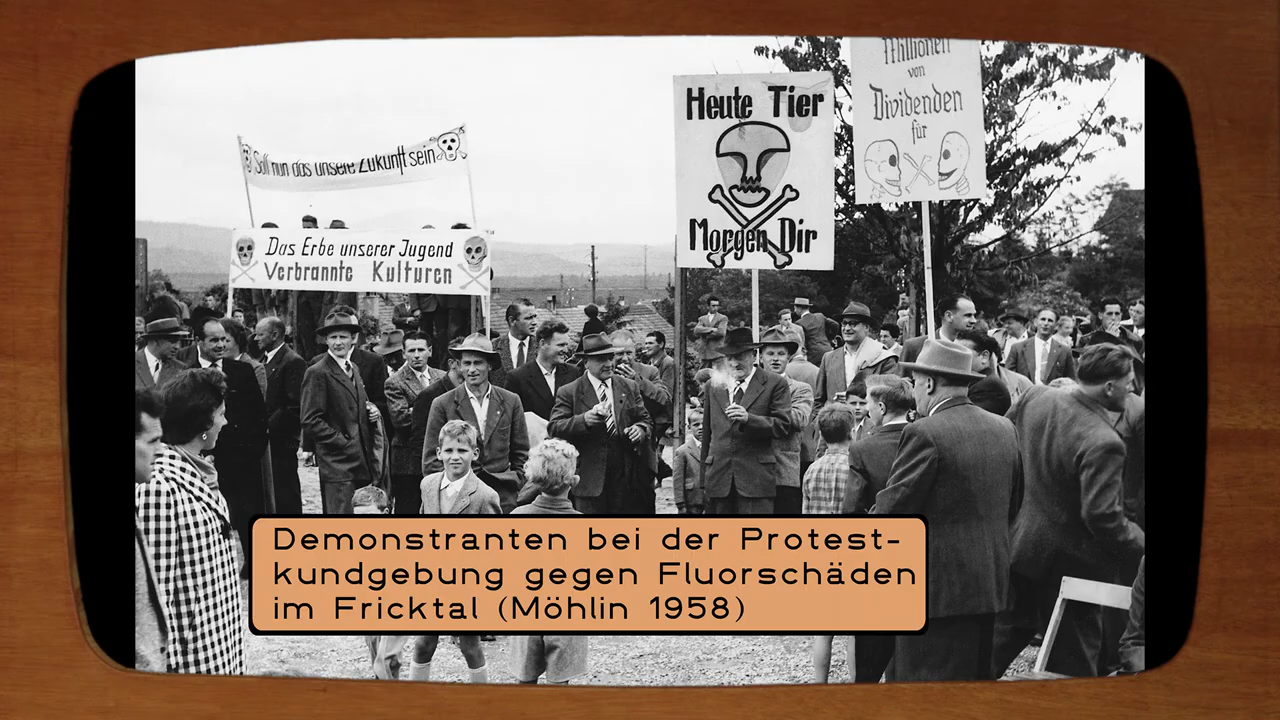 Millionen
von
Dividenden
für
Heute Tier
Morgen Dir
Soll nun das unsere Zukunft sein
Das Erbe unserer Jugend
Verbrannte Kulturen
Demonstranten bei der Protest-
kundgebung gegen Fluorschäden
im Fricktal (Möhlin 1958)